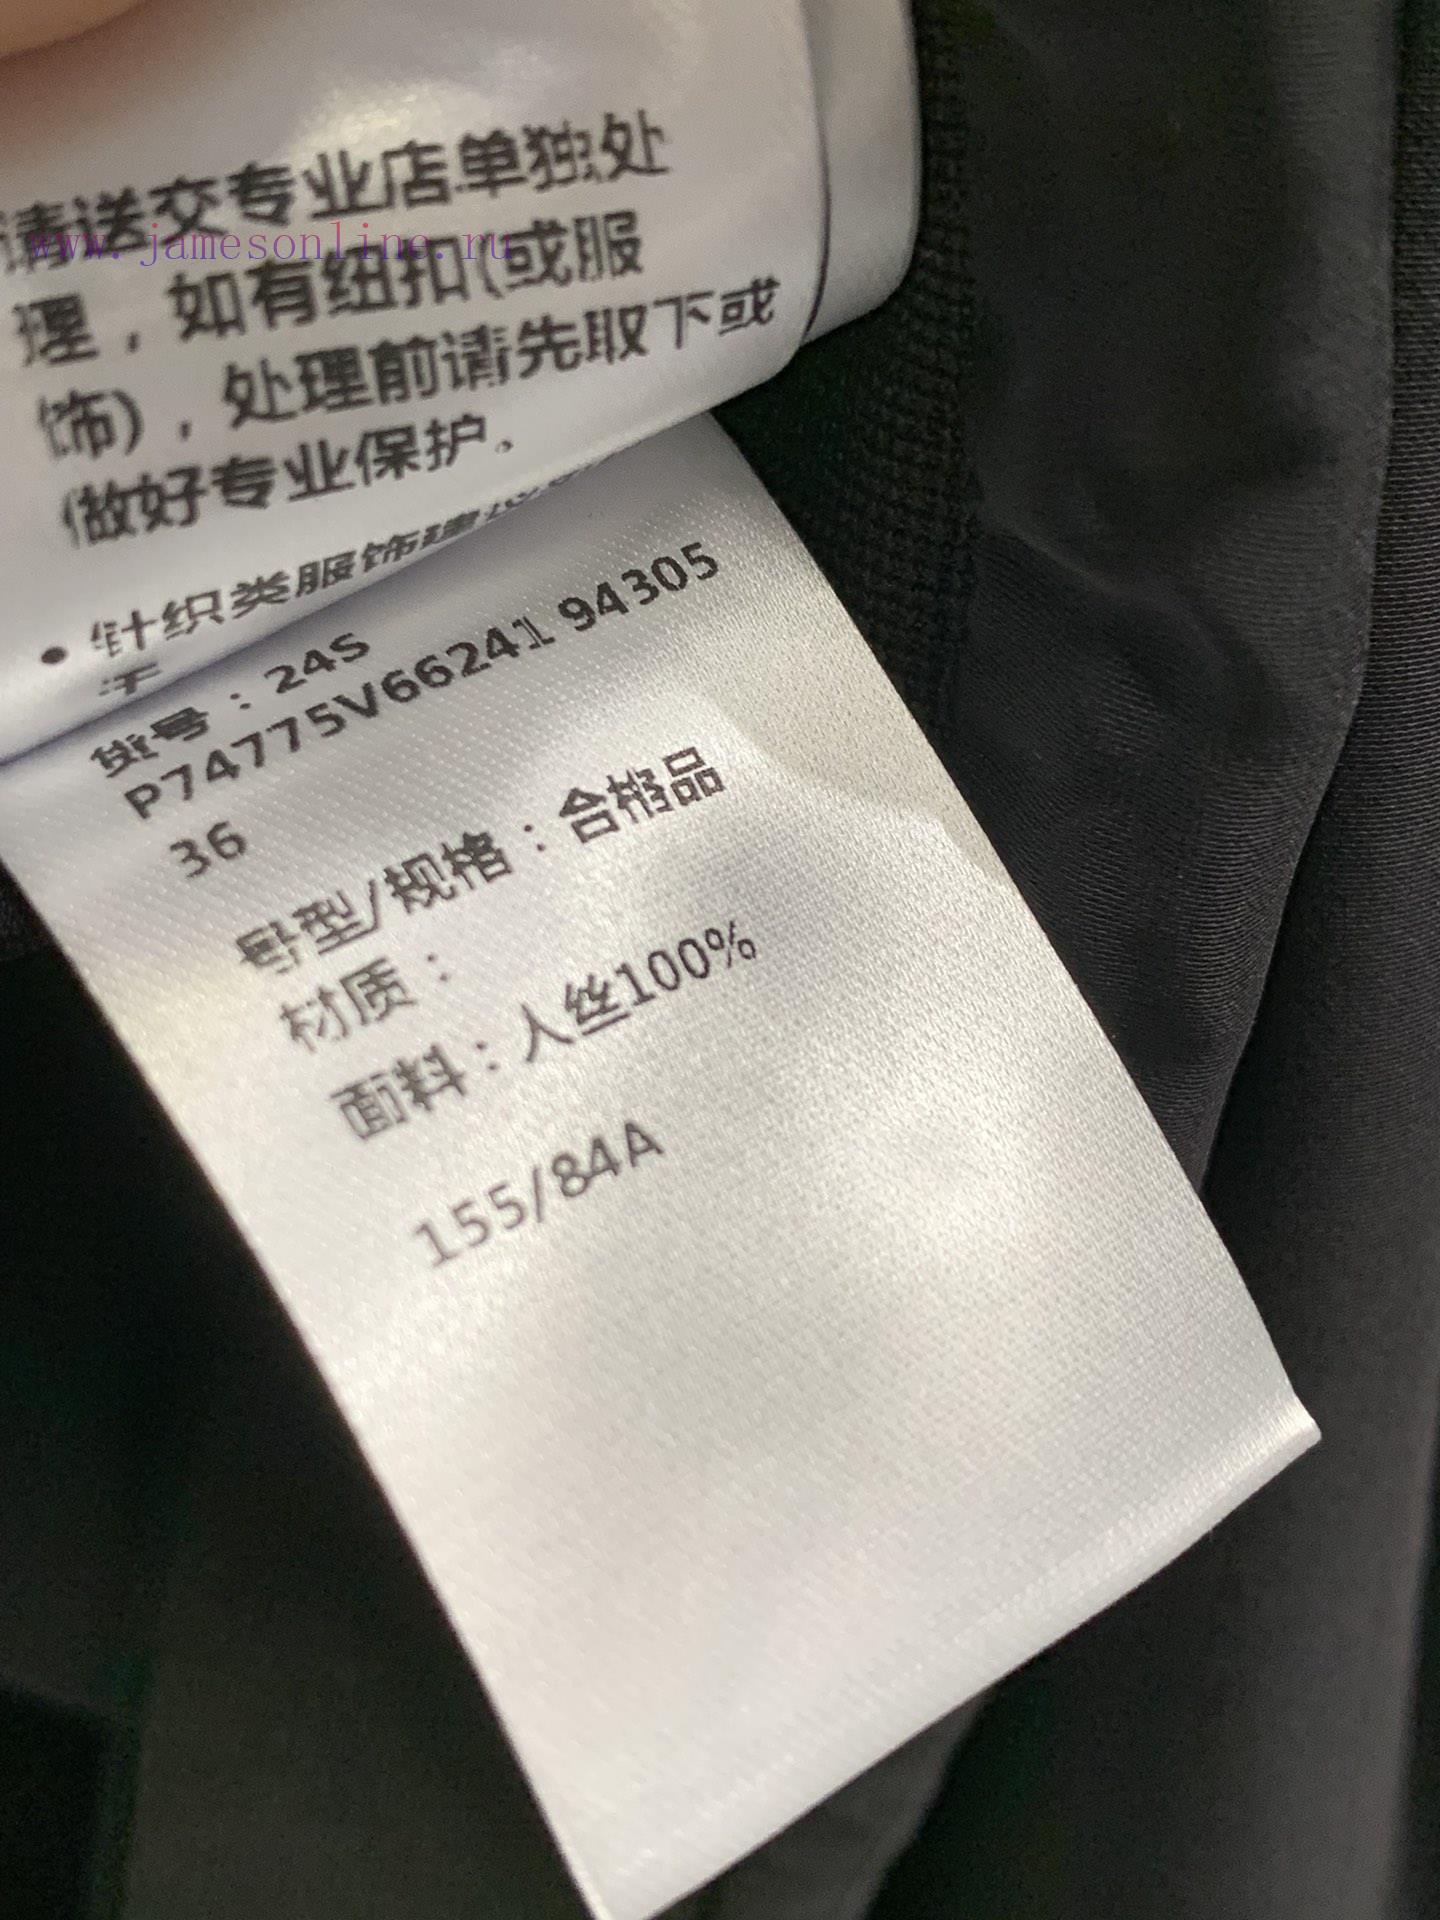 请送交专业店单独处
www.jamesonline.ru
理，如有纽扣(或服
饰)，处理前请先取下或
做好专业保护。
• 针织类服饰建
货号：24S
P74775V66241 94305
36
号型/规格：合格品
材质：
面料：人丝100%
155/84A